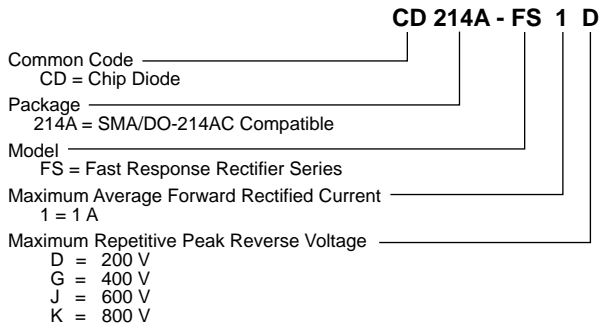 CD 214A - FS 1 D
Common Code
CD = Chip Diode
Package
214A = SMA/DO-214AC Compatible
Model
FS = Fast Response Rectifier Series
Maximum Average Forward Rectified Current
1 = 1 A
Maximum Repetitive Peak Reverse Voltage
D = 200 V
G = 400 V
J = 600 V
K = 800 V